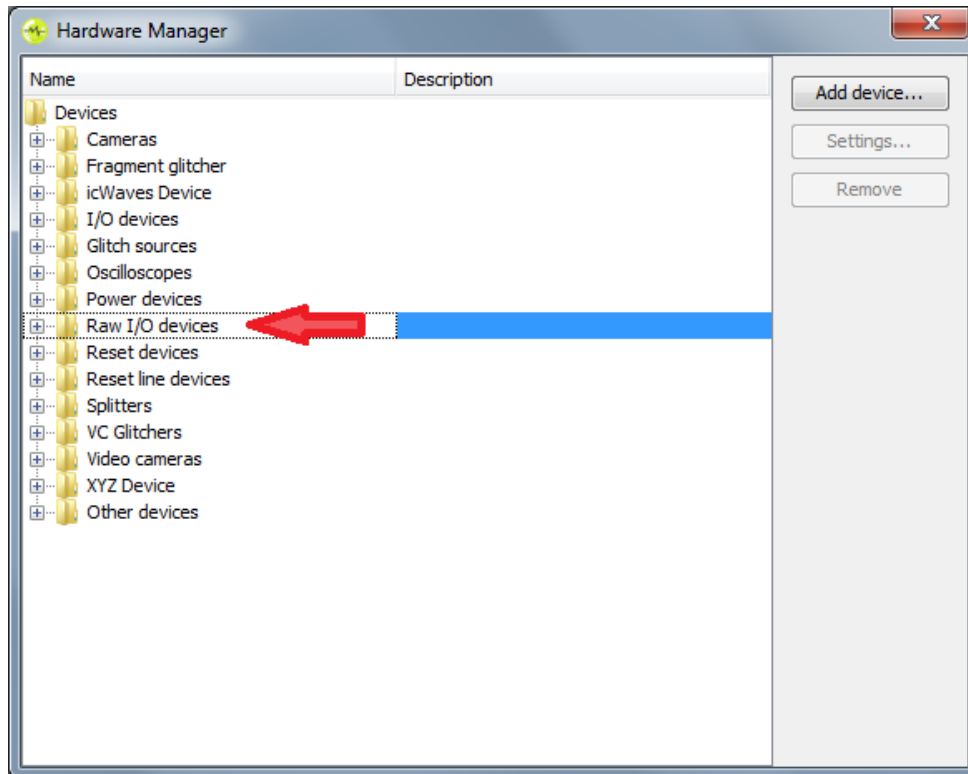 Hardware Manager
Name Description
Add device...
Devices
Settings...
Cameras
Fragment glitcher
Remove
icWaves Device
I/O devices
Glitch sources
Oscilloscopes
Power devices
Raw I/O devices
Reset devices
Reset line devices
Splitters
VC Glitchers
Video cameras
XYZ Device
Other devices